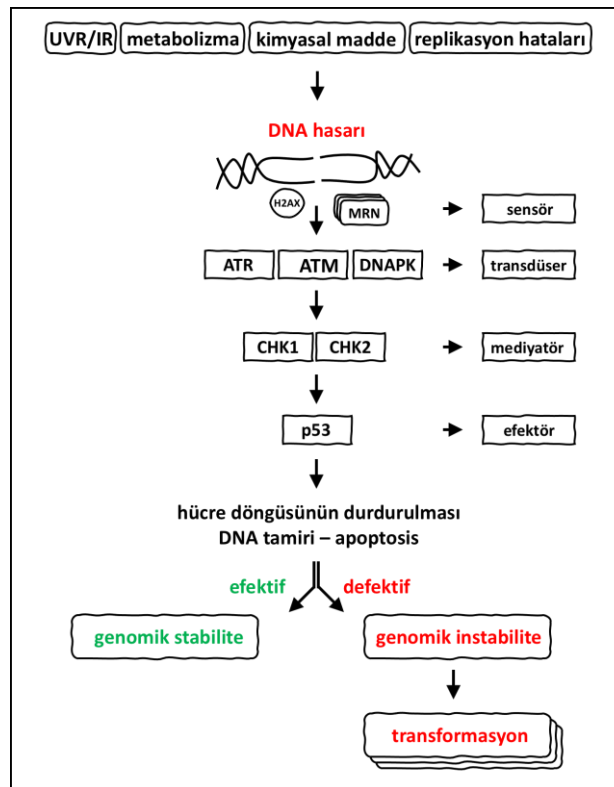 UVR/IR metabolizma kimyasal madde replikasyon hataları
DNA hasarı
H2AX MRN sensör
ATR ATM DNAPK transdüser
CHK1 CHK2 mediyatör
p53 efektör
hücre döngüsünün durdurulması
DNA tamiri – apoptosis
efektif defektif
genomik stabilite genomik instabilite
transformasyon